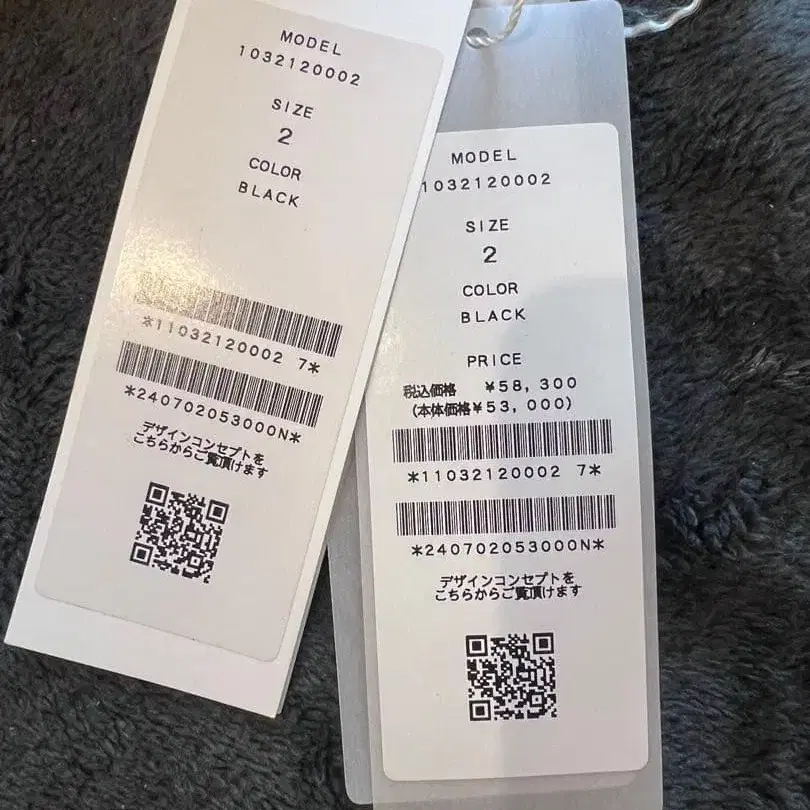 MODEL
1032120002
SIZE
2
COLOR
BLACK
*11032120002 7*
*240702053000N*
デザインコンセプトを
こちらからご覧頂けます
MODEL
1032120002
SIZE
2
COLOR
BLACK
PRICE
税込価格 ¥58,300
(本体価格¥53,000)
*11032120002 7*
*240702053000N*
デザインコンセプトを
こちらからご覧頂けます